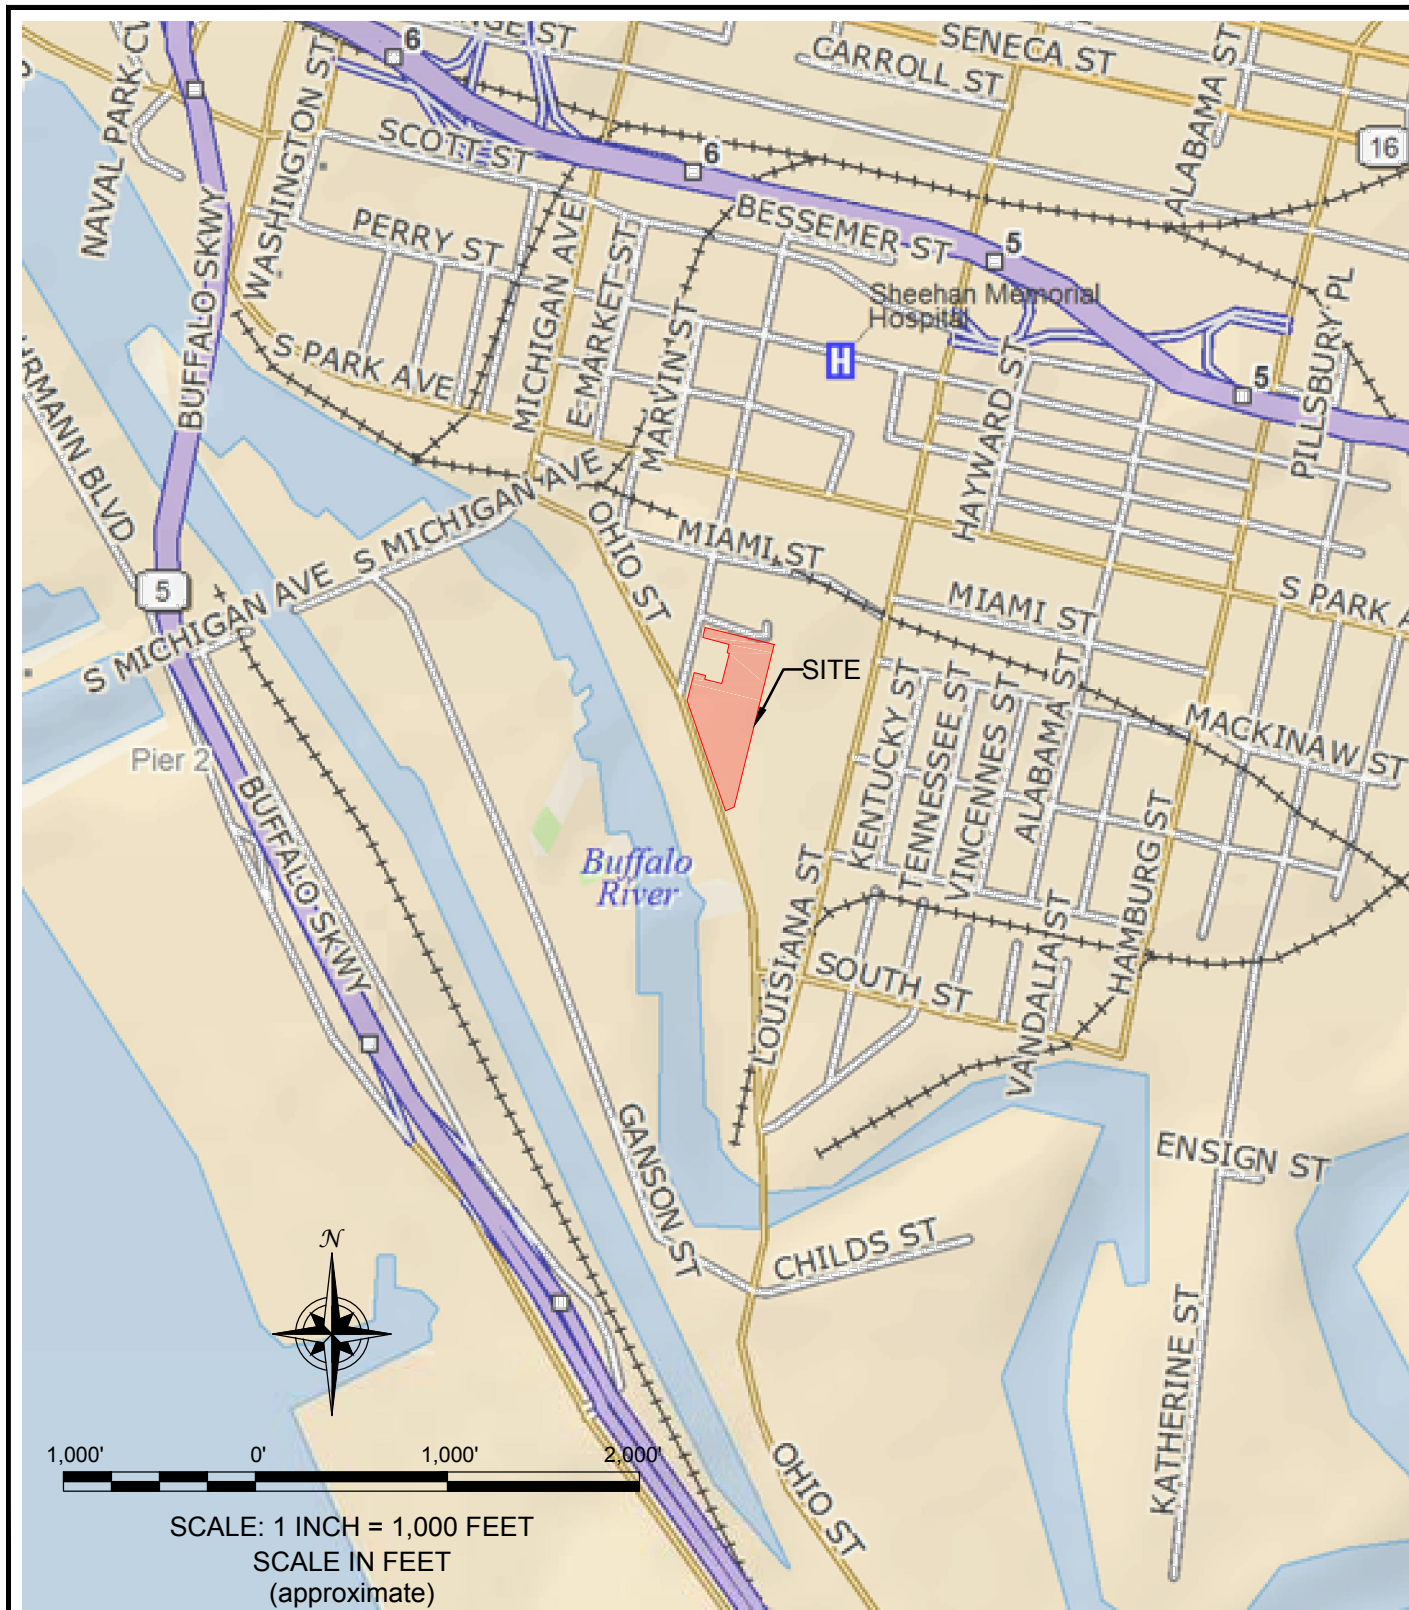 6
SENECA ST
CARROLL ST
ALABAMA ST
NAVAL PARK
WASHINGTON ST
SCOTT ST
6
16
BESSEMER ST
5
PERRY ST
MICHIGAN AVE
E MARKET ST
BUFFALO SKWY
Sheehan Memorial
Hospital
H
S PARK AVE
MARVIN ST
HAYWARD ST
PILLSBURY PL
5
S MICHIGAN AVE
OHIO ST
MIAMI ST
5
S MICHIGAN AVE
MIAMI ST
S PARK
SITE
KENTUCKY ST
TENNESSEE ST
VINCENNES ST
ALABAMA ST
MACKINAW ST
Pier 2
BUFFALO SKWY
Buffalo
River
LOUISIANA ST
HAMBURG ST
VANDALIA ST
SOUTH ST
GANSON ST
ENSIGN ST
CHILDS ST
KATHERINE ST
OHIO ST
N
1,000'
0'
1,000'
2,000'
SCALE: 1 INCH = 1,000 FEET
SCALE IN FEET
(approximate)